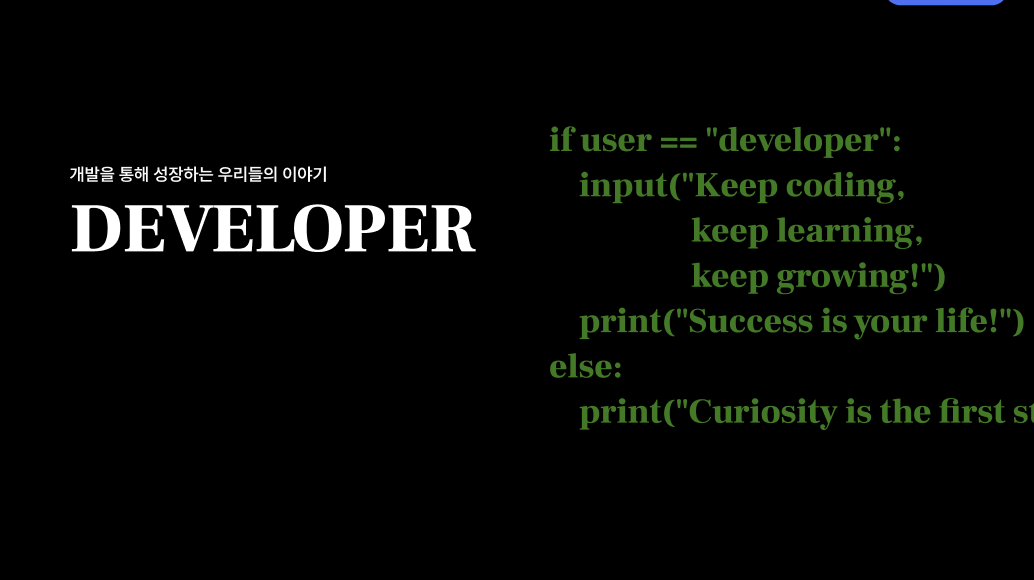 개발을 통해 성장하는 우리들의 이야기
DEVELOPER
if user == "developer":
input("Keep coding,
keep learning,
keep growing!")
print("Success is your life!")
else:
print("Curiosity is the first